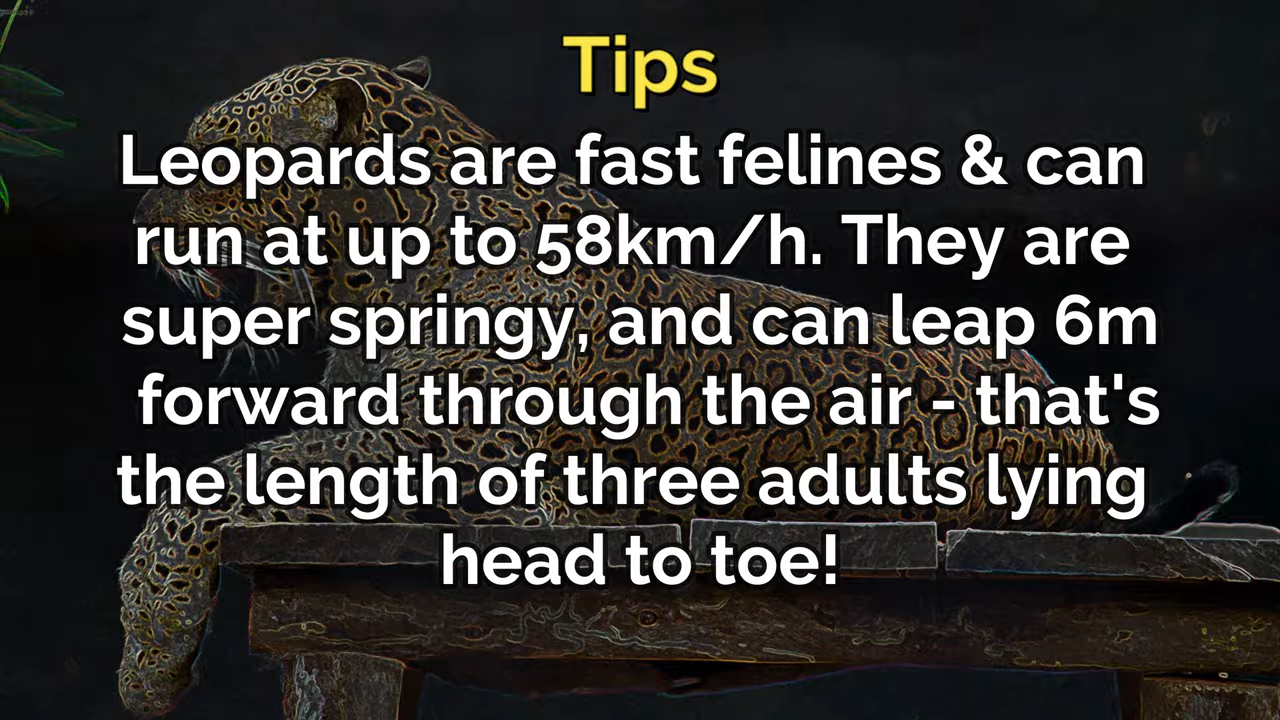 Tips
Leopards are fast felines & can
run at up to 58km/h. They are
super springy, and can leap 6m
forward through the air - that's
the length of three adults lying
head to toe!